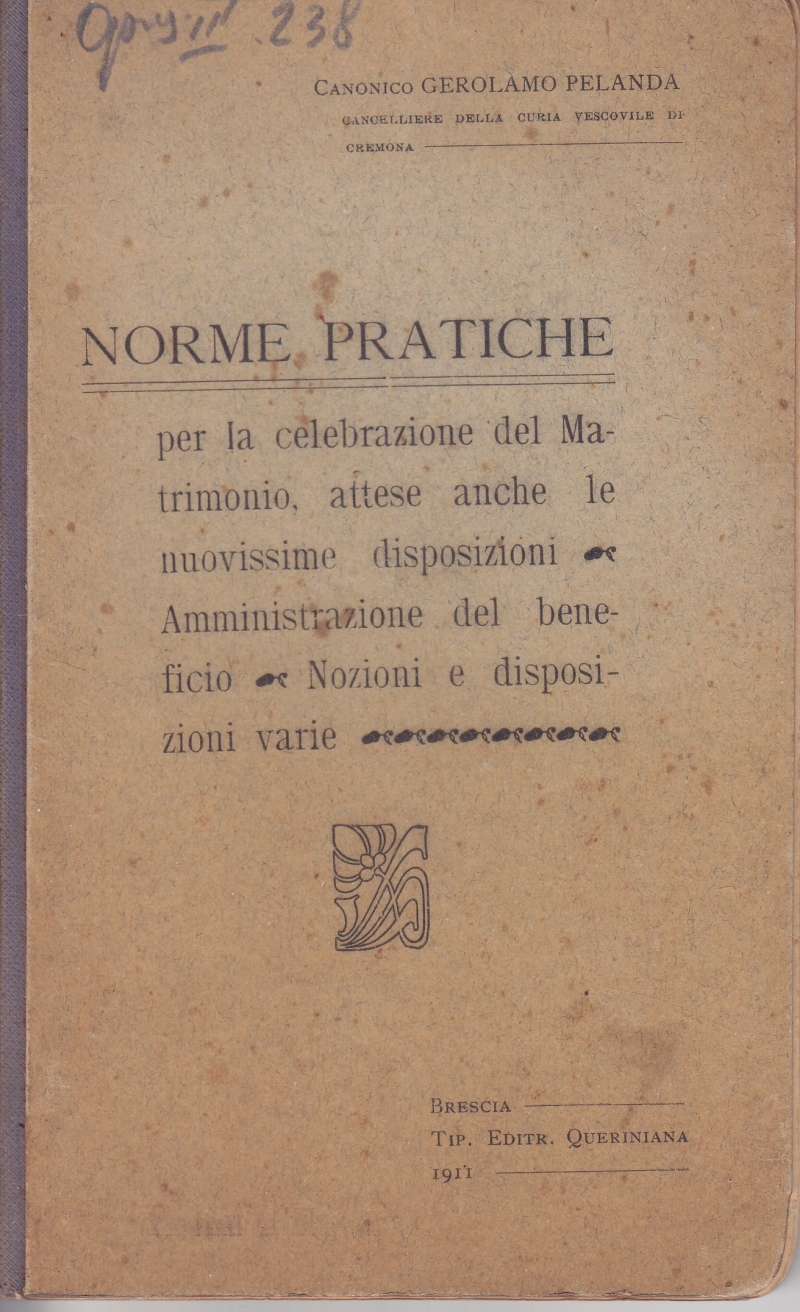 238
CANONICO GEROLAMO PELANDA
CANCELLIERE DELLA CURIA VESCOVILE DI
CREMONA
NORME PRATICHE
per la celebrazione del Ma-
trimonio, attese anche le
nuovissime disposizioni
Amministrazione del bene-
ficio Nozioni e disposi-
zioni varie
BRESCIA
TIP. EDITR. QUERINIANA
1911